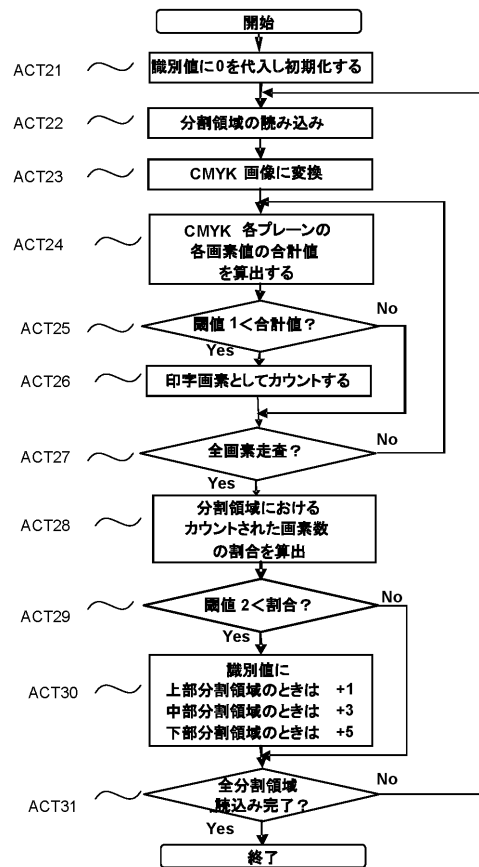 開始
ACT21
識別値に0を代入し初期化する
ACT22
分割領域の読み込み
ACT23
CMYK 画像に変換
ACT24
CMYK 各プレーンの
各画素値の合計値
を算出する
ACT25
閾値 1＜合計値？
No
Yes
ACT26
印字画素としてカウントする
ACT27
全画素走査？
No
Yes
ACT28
分割領域における
カウントされた画素数
の割合を算出
ACT29
閾値 2＜割合？
No
Yes
ACT30
識別値に
上部分割領域のときは +1
中部分割領域のときは +3
下部分割領域のときは +5
ACT31
全分割領域
読込み完了？
No
Yes
終了